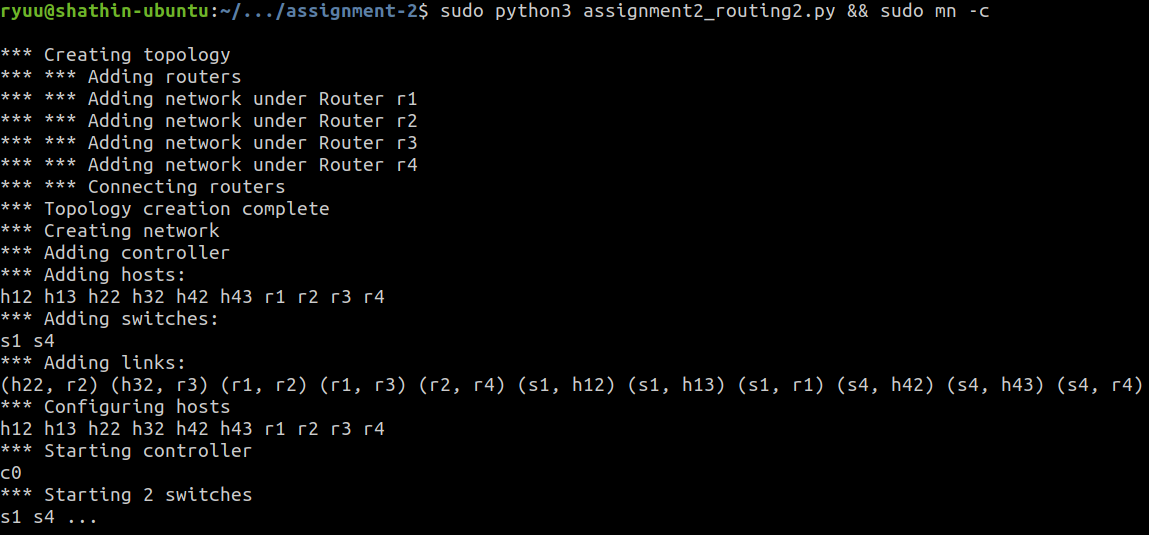 ryuu@shathin-ubuntu:~/.../assignment-2$ sudo python3 assignment2_routing2.py && sudo mn -c
*** Creating topology
*** *** Adding routers
*** *** Adding network under Router r1
*** *** Adding network under Router r2
*** *** Adding network under Router r3
*** *** Adding network under Router r4
*** *** Connecting routers
*** Topology creation complete
*** Creating network
*** Adding controller
*** Adding hosts:
h12 h13 h22 h32 h42 h43 r1 r2 r3 r4
*** Adding switches:
s1 s4
*** Adding links:
(h22, r2) (h32, r3) (r1, r2) (r1, r3) (r2, r4) (s1, h12) (s1, h13) (s1, r1) (s4, h42) (s4, h43) (s4, r4)
*** Configuring hosts
h12 h13 h22 h32 h42 h43 r1 r2 r3 r4
*** Starting controller
c0
*** Starting 2 switches
s1 s4 ...